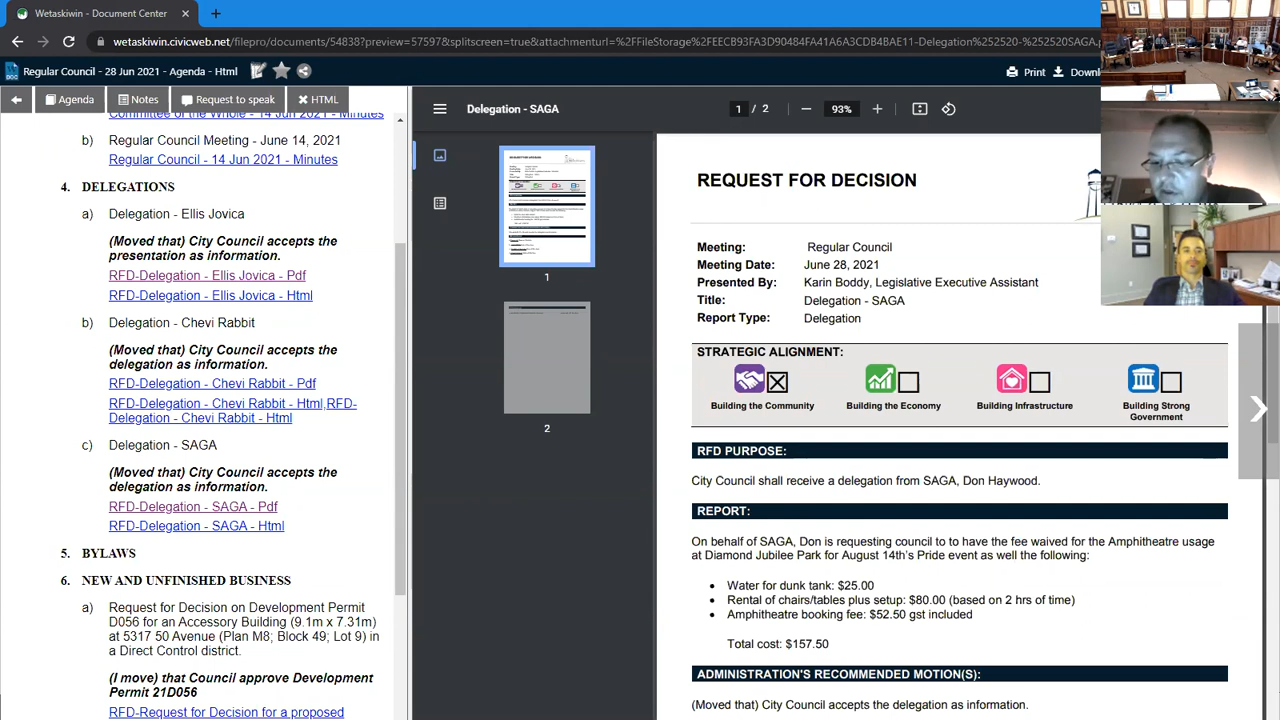 Wetaskiwin - Document Center
wetaskiwin.civicweb.net/filepro/documents/54838?preview=57597&splitscreen=true&attachmenturl=%2FFileStorage%2FEECB93FA3D90484FA41A6A3CDB4BAE11-Delegation%252520-%252520SAGA.p
Regular Council - 28 Jun 2021 - Agenda - Html
Print
Downl
Agenda
Notes
Request to speak
HTML
Committee of the Whole - 14 Jun 2021 - Minutes
b) Regular Council Meeting - June 14, 2021
Regular Council - 14 Jun 2021 - Minutes
4. DELEGATIONS
a) Delegation - Ellis Jovica
(Moved that) City Council accepts the
presentation as information.
RFD-Delegation - Ellis Jovica - Pdf
RFD-Delegation - Ellis Jovica - Html
b) Delegation - Chevi Rabbit
(Moved that) City Council accepts the
delegation as information.
RFD-Delegation - Chevi Rabbit - Pdf
RFD-Delegation - Chevi Rabbit - Html,RFD-
Delegation - Chevi Rabbit - Html
c) Delegation - SAGA
(Moved that) City Council accepts the
delegation as information.
RFD-Delegation - SAGA - Pdf
RFD-Delegation - SAGA - Html
5. BYLAWS
6. NEW AND UNFINISHED BUSINESS
a) Request for Decision on Development Permit
D056 for an Accessory Building (9.1m x 7.31m)
at 5317 50 Avenue (Plan M8; Block 49; Lot 9) in
a Direct Control district.
(I move) that Council approve Development
Permit 21D056
RFD-Request for Decision for a proposed
Delegation - SAGA
1 / 2
93%
1
2
REQUEST FOR DECISION
Meeting: Regular Council
Meeting Date: June 28, 2021
Presented By: Karin Boddy, Legislative Executive Assistant
Title: Delegation - SAGA
Report Type: Delegation
STRATEGIC ALIGNMENT:
Building the Community
Building the Economy
Building Infrastructure
Building Strong
Government
RFD PURPOSE:
City Council shall receive a delegation from SAGA, Don Haywood.
REPORT:
On behalf of SAGA, Don is requesting council to to have the fee waived for the Amphitheatre usage
at Diamond Jubilee Park for August 14th's Pride event as well the following:
• Water for dunk tank: $25.00
• Rental of chairs/tables plus setup: $80.00 (based on 2 hrs of time)
• Amphitheatre booking fee: $52.50 gst included
Total cost: $157.50
ADMINISTRATION'S RECOMMENDED MOTION(S):
(Moved that) City Council accepts the delegation as information.